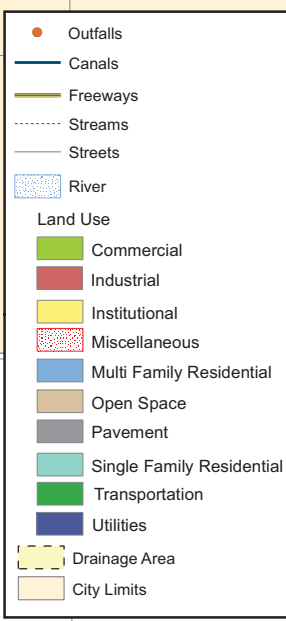 Outfalls
Canals
Freeways
Streams
Streets
River
Land Use
Commercial
Industrial
Institutional
Miscellaneous
Multi Family Residential
Open Space
Pavement
Single Family Residential
Transportation
Utilities
Drainage Area
City Limits